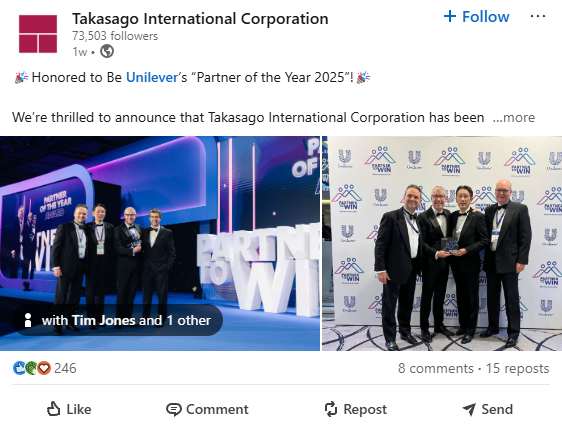 Takasago International Corporation
+ Follow
73,503 followers
1w •
🎉Honored to Be Unilever's “Partner of the Year 2025”!🎉
We're thrilled to announce that Takasago International Corporation has been …more
PARTNER
OF THE YEAR
PARTNER
TO WIN
with Tim Jones and 1 other
Unilever
PARTNER
TO WIN
246
8 comments · 15 reposts
Like
Comment
Repost
Send